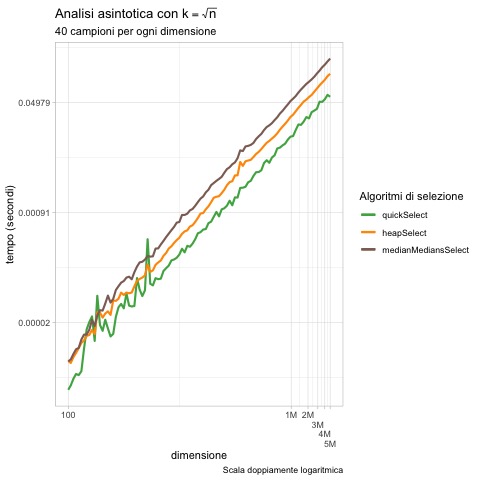 Analisi asintotica con k = √n
40 campioni per ogni dimensione
tempo (secondi)
0.04979
0.00091
0.00002
100
1M
2M
3M
4M
5M
dimensione
Scala doppiamente logaritmica
Algoritmi di selezione
quickSelect
heapSelect
medianMediansSelect